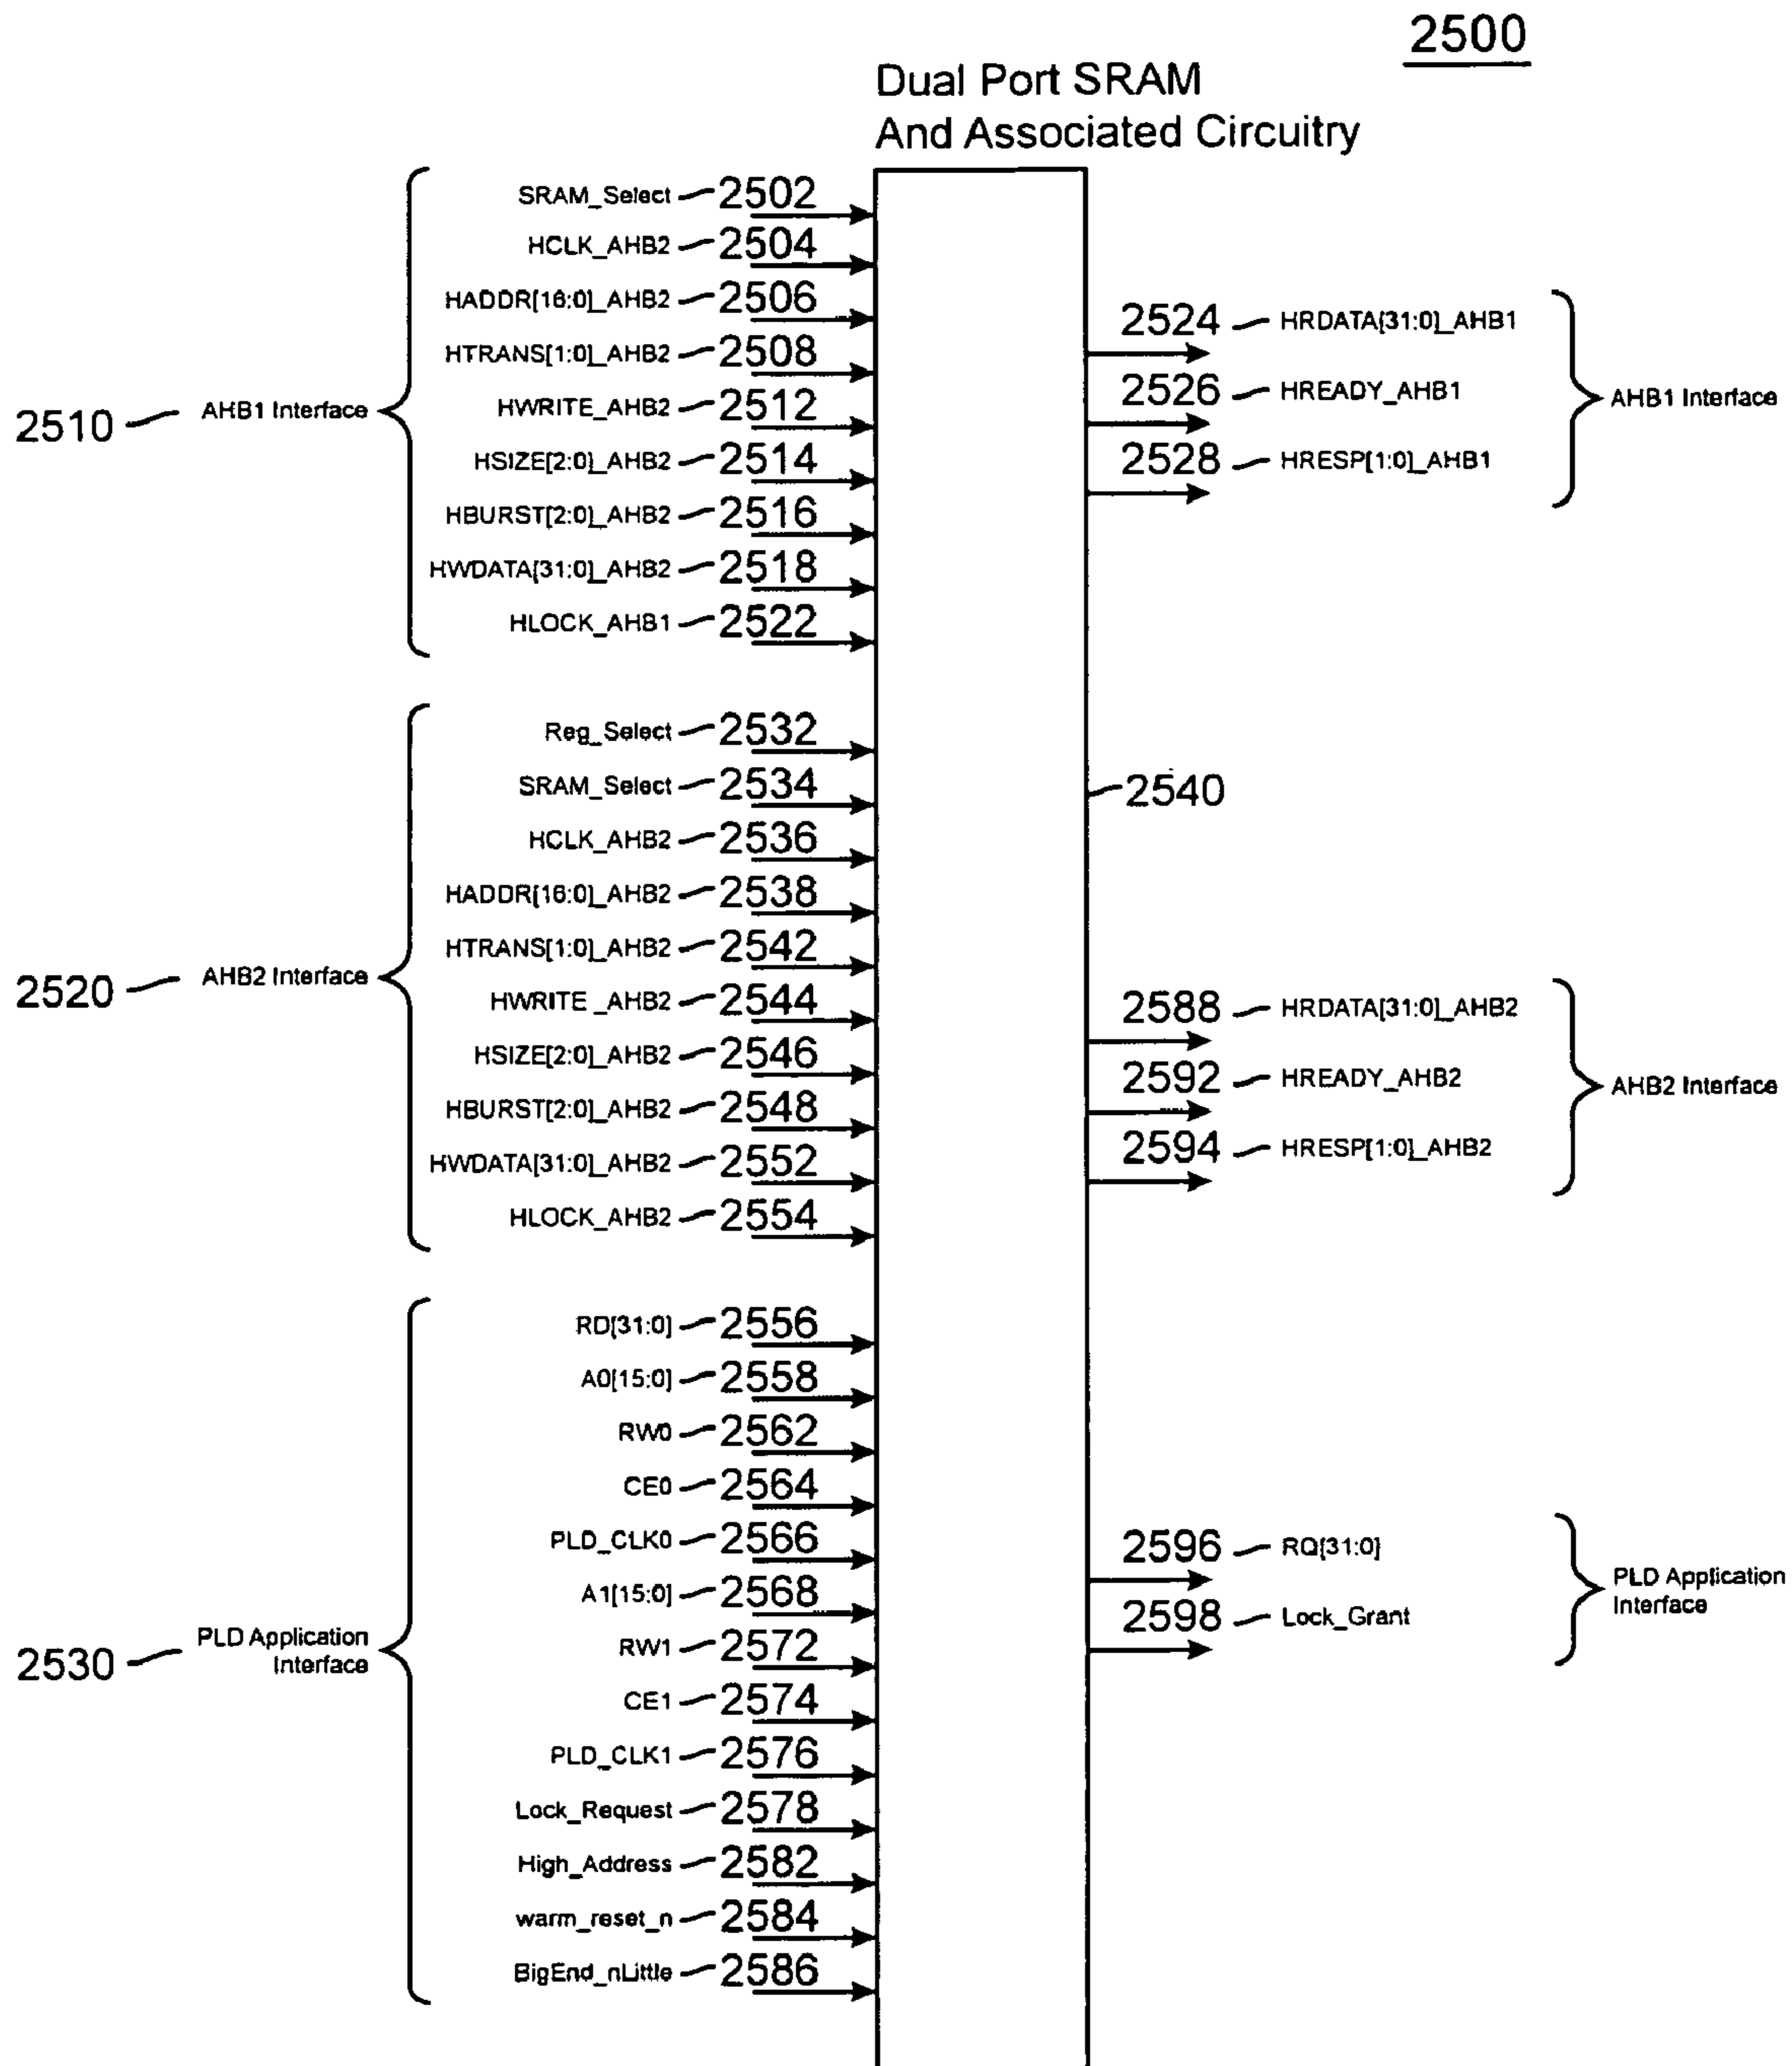 2500
Dual Port SRAM
And Associated Circuitry
SRAM_Select 2502
HCLK_AHB2 2504
HADDR[16:0]_AHB2 2506
HTRANS[1:0]_AHB2 2508
2510 AHB1 Interface
HWRITE_AHB2 2512
HSIZE[2:0]_AHB2 2514
HBURST[2:0]_AHB2 2516
HWDATA[31:0]_AHB2 2518
HLOCK_AHB1 2522
2524 HRDATA[31:0]_AHB1
2526 HREADY_AHB1
2528 HRESP[1:0]_AHB1
AHB1 Interface
Reg_Select 2532
SRAM_Select 2534
HCLK_AHB2 2536
HADDR[16:0]_AHB2 2538
HTRANS[1:0]_AHB2 2542
2520 AHB2 Interface
HWRITE_AHB2 2544
HSIZE[2:0]_AHB2 2546
HBURST[2:0]_AHB2 2548
HWDATA[31:0]_AHB2 2552
HLOCK_AHB2 2554
2540
2588 HRDATA[31:0]_AHB2
2592 HREADY_AHB2
2594 HRESP[1:0]_AHB2
AHB2 Interface
RD[31:0] 2556
A0[15:0] 2558
RW0 2562
CE0 2564
PLD_CLK0 2566
A1[15:0] 2568
2530 PLD Application
Interface
RW1 2572
CE1 2574
PLD_CLK1 2576
Lock_Request 2578
High_Address 2582
warm_reset_n 2584
BigEnd_nLittle 2586
2596 RQ[31:0]
2598 Lock_Grant
PLD Application
Interface